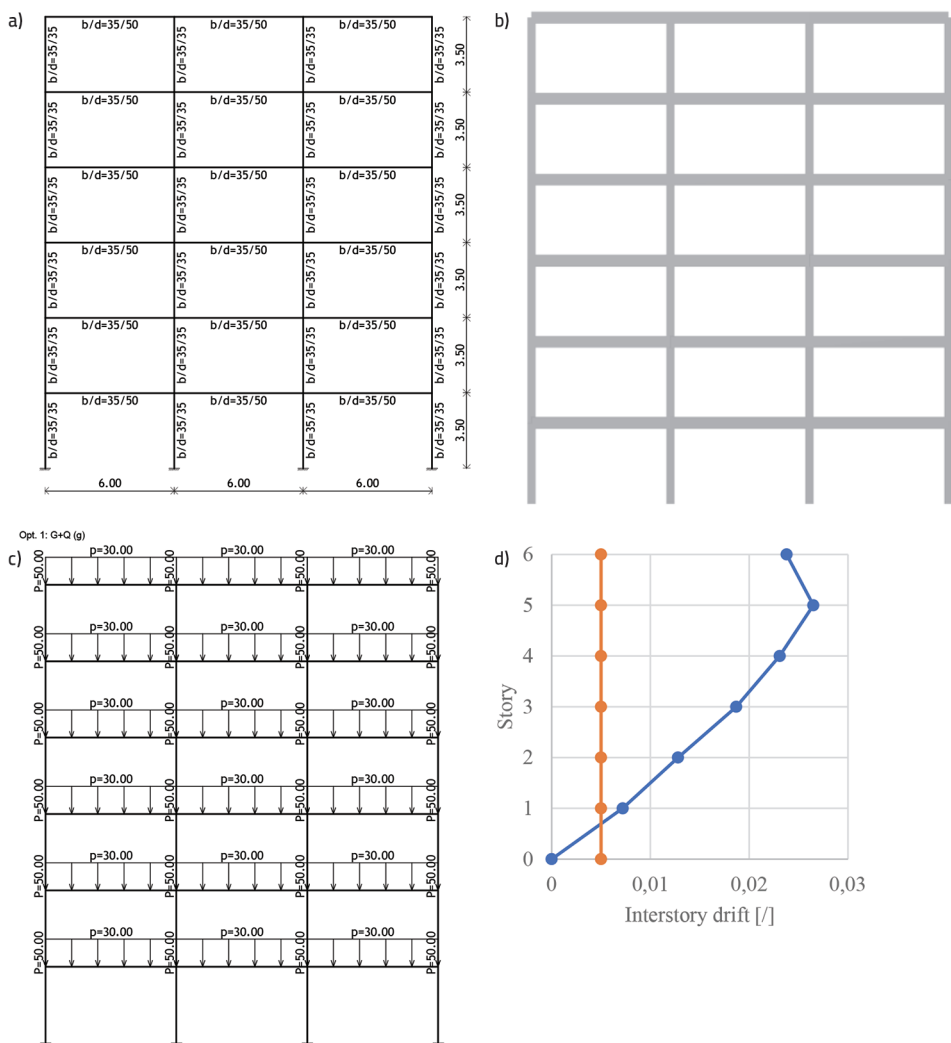 a)
b/d=35/50 b/d=35/50 b/d=35/50
b/d=35/35 b/d=35/35 b/d=35/35 b/d=35/35 3.50
b/d=35/50 b/d=35/50 b/d=35/50
b/d=35/35 b/d=35/35 b/d=35/35 b/d=35/35 3.50
b/d=35/50 b/d=35/50 b/d=35/50
b/d=35/35 b/d=35/35 b/d=35/35 b/d=35/35 3.50
b/d=35/50 b/d=35/50 b/d=35/50
b/d=35/35 b/d=35/35 b/d=35/35 b/d=35/35 3.50
b/d=35/50 b/d=35/50 b/d=35/50
b/d=35/35 b/d=35/35 b/d=35/35 b/d=35/35 3.50
b/d=35/50 b/d=35/50 b/d=35/50
b/d=35/35 b/d=35/35 b/d=35/35 b/d=35/35 3.50
6.00 6.00 6.00
b)
c)
Opt. 1: G+Q (g)
p=30.00 p=30.00 p=30.00
P=50.00 P=50.00 P=50.00 P=50.00
p=30.00 p=30.00 p=30.00
P=50.00 P=50.00 P=50.00 P=50.00
p=30.00 p=30.00 p=30.00
P=50.00 P=50.00 P=50.00 P=50.00
p=30.00 p=30.00 p=30.00
P=50.00 P=50.00 P=50.00 P=50.00
p=30.00 p=30.00 p=30.00
P=50.00 P=50.00 P=50.00 P=50.00
p=30.00 p=30.00 p=30.00
P=50.00 P=50.00 P=50.00 P=50.00
d)
6
5
4
3
2
1
0
Story
0 0,01 0,02 0,03
Interstory drift [/]